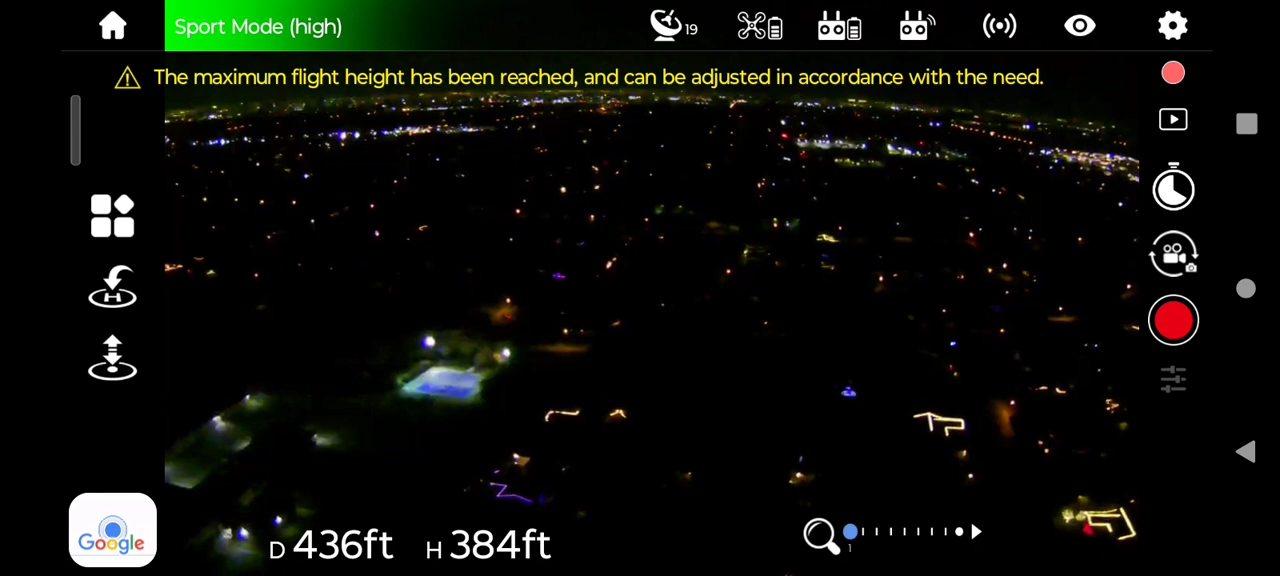 Sport Mode (high)
19
The maximum flight height has been reached, and can be adjusted in accordance with the need.
H
Google
D 436ft H 384ft
1